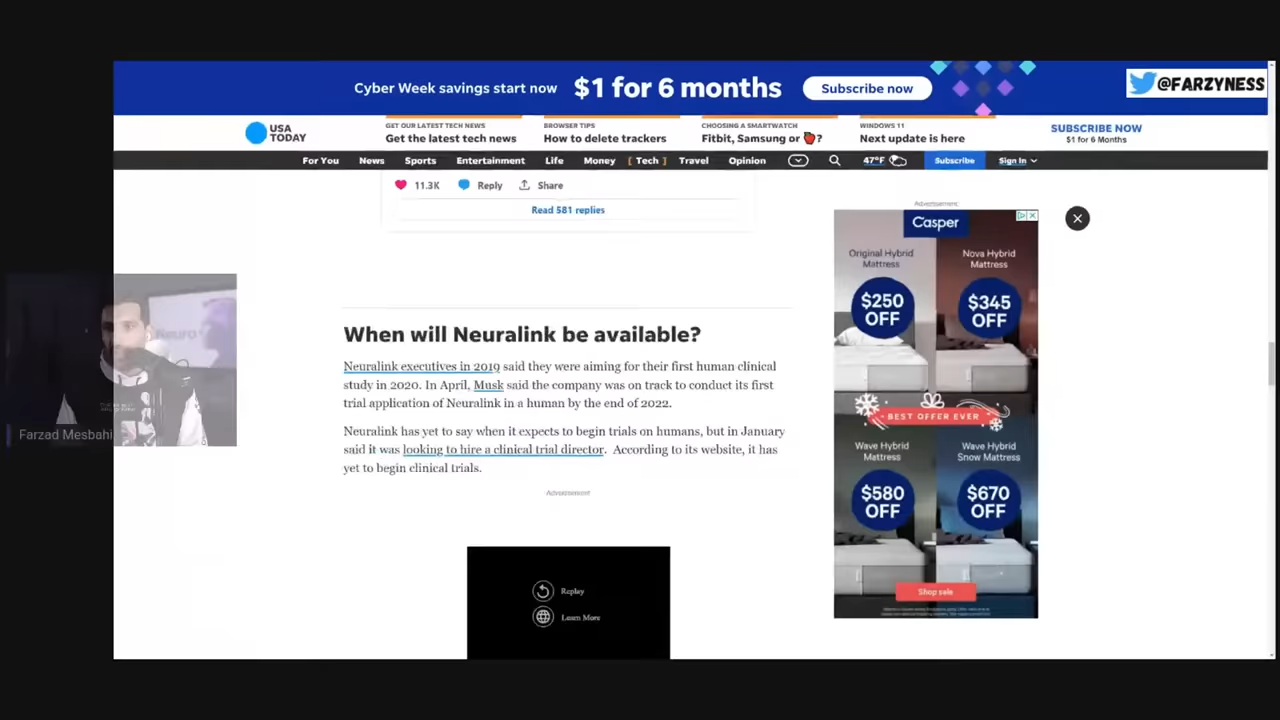 Cyber Week savings start now $1 for 6 months Subscribe now
@FARZYNESS
USA
TODAY
GET OUR LATEST TECH NEWS
Get the latest tech news
BROWSER TIPS
How to delete trackers
CHOOSING A SMARTWATCH
Fitbit, Samsung or ?
WINDOWS 11
Next update is here
SUBSCRIBE NOW
$1 for 6 Months
For You News Sports Entertainment Life Money [ Tech ] Travel Opinion 47°F Subscribe Sign In
11.3K Reply Share
Read 581 replies
When will Neuralink be available?
Neuralink executives in 2019 said they were aiming for their first human clinical
study in 2020. In April, Musk said the company was on track to conduct its first
trial application of Neuralink in a human by the end of 2022.
Neuralink has yet to say when it expects to begin trials on humans, but in January
said it was looking to hire a clinical trial director. According to its website, it has
yet to begin clinical trials.
Advertisement
Replay
Learn More
Advertisement
Casper
Original Hybrid
Mattress
$250
OFF
Nova Hybrid
Mattress
$345
OFF
BEST OFFER EVER
Wave Hybrid
Mattress
$580
OFF
Wave Hybrid
Snow Mattress
$670
OFF
Shop sale
Farzad Mesbahi